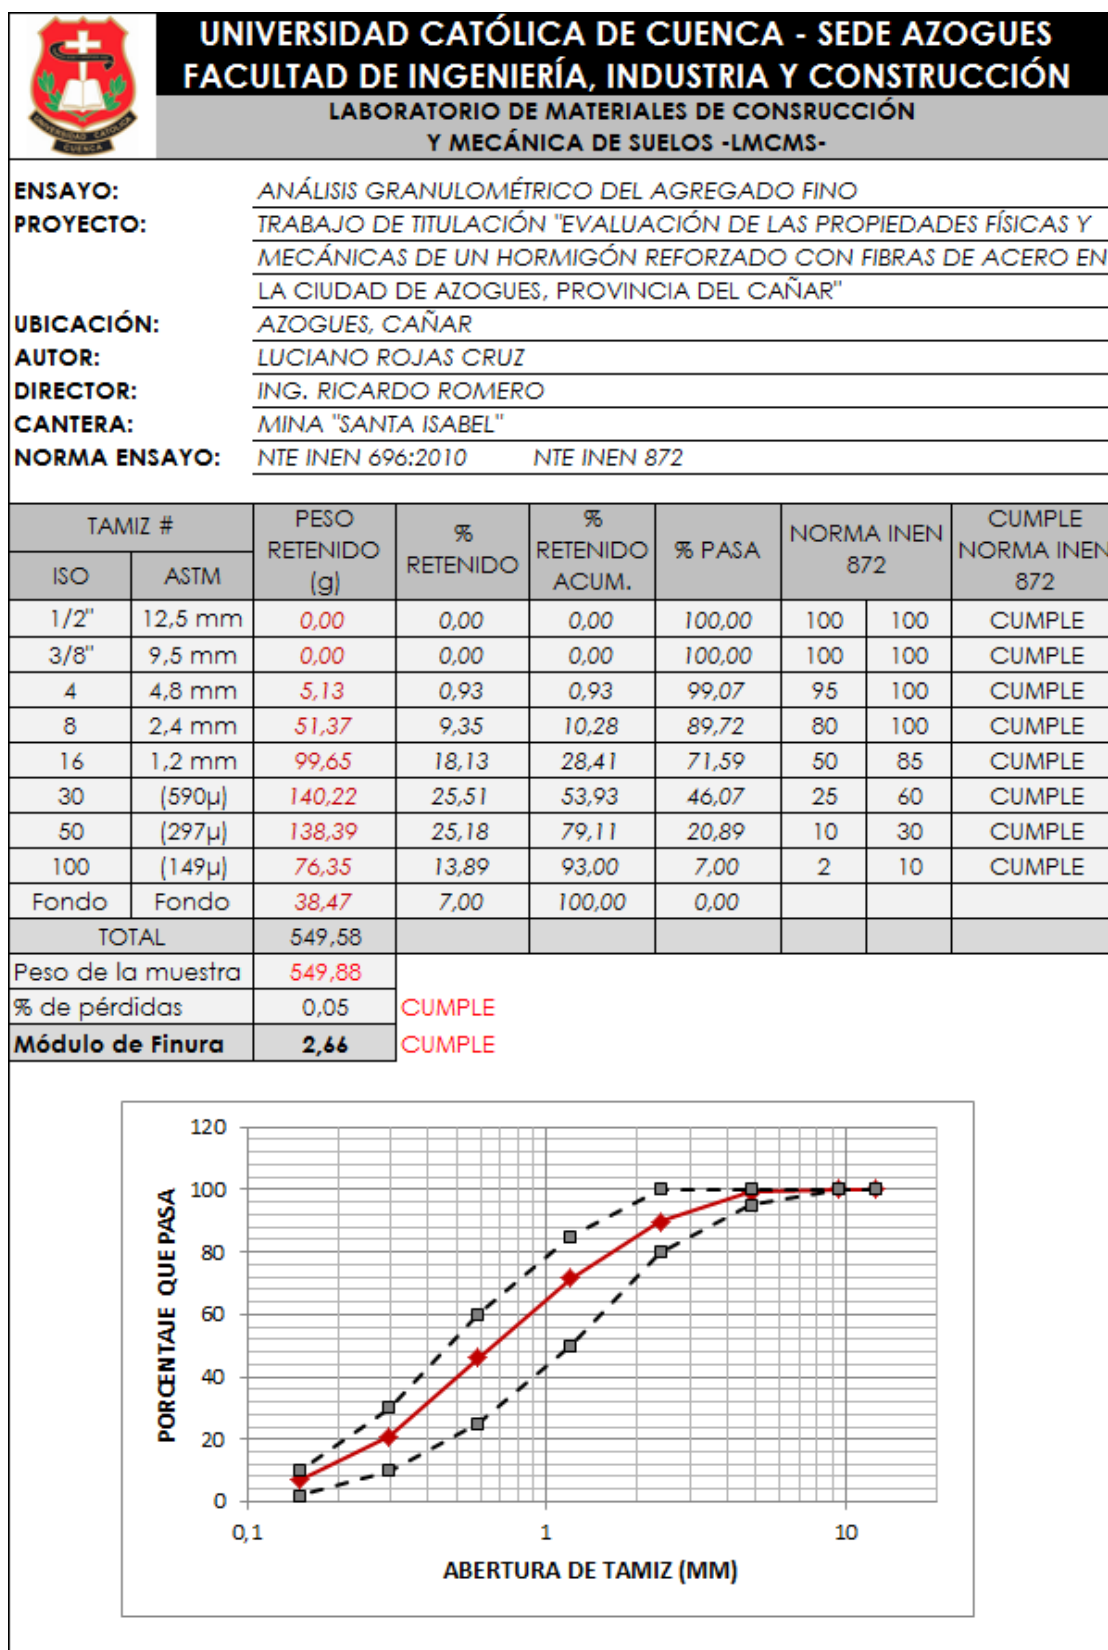 UNIVERSIDAD CATÓLICA DE CUENCA - SEDE AZOGUES
FACULTAD DE INGENIERÍA, INDUSTRIA Y CONSTRUCCIÓN
LABORATORIO DE MATERIALES DE CONSRUCCIÓN
Y MECÁNICA DE SUELOS -LMCMS-
UNIVERSIDAD CATOLICA
CUENCA
ENSAYO: ANÁLISIS GRANULOMÉTRICO DEL AGREGADO FINO
PROYECTO: TRABAJO DE TITULACIÓN "EVALUACIÓN DE LAS PROPIEDADES FÍSICAS Y
MECÁNICAS DE UN HORMIGÓN REFORZADO CON FIBRAS DE ACERO EN
LA CIUDAD DE AZOGUES, PROVINCIA DEL CAÑAR"
UBICACIÓN: AZOGUES, CAÑAR
AUTOR: LUCIANO ROJAS CRUZ
DIRECTOR: ING. RICARDO ROMERO
CANTERA: MINA "SANTA ISABEL"
NORMA ENSAYO: NTE INEN 696:2010 NTE INEN 872
TAMIZ # PESO RETENIDO (g) % RETENIDO % RETENIDO ACUM. % PASA NORMA INEN 872 CUMPLE NORMA INEN 872
ISO ASTM
1/2" 12,5 mm 0,00 0,00 0,00 100,00 100 100 CUMPLE
3/8" 9,5 mm 0,00 0,00 0,00 100,00 100 100 CUMPLE
4 4,8 mm 5,13 0,93 0,93 99,07 95 100 CUMPLE
8 2,4 mm 51,37 9,35 10,28 89,72 80 100 CUMPLE
16 1,2 mm 99,65 18,13 28,41 71,59 50 85 CUMPLE
30 (590µ) 140,22 25,51 53,93 46,07 25 60 CUMPLE
50 (297µ) 138,39 25,18 79,11 20,89 10 30 CUMPLE
100 (149µ) 76,35 13,89 93,00 7,00 2 10 CUMPLE
Fondo Fondo 38,47 7,00 100,00 0,00
TOTAL 549,58
Peso de la muestra 549,88
% de pérdidas 0,05 CUMPLE
Módulo de Finura 2,66 CUMPLE
PORCENTAJE QUE PASA
120
100
80
60
40
20
0
0,1 1 10
ABERTURA DE TAMIZ (MM)